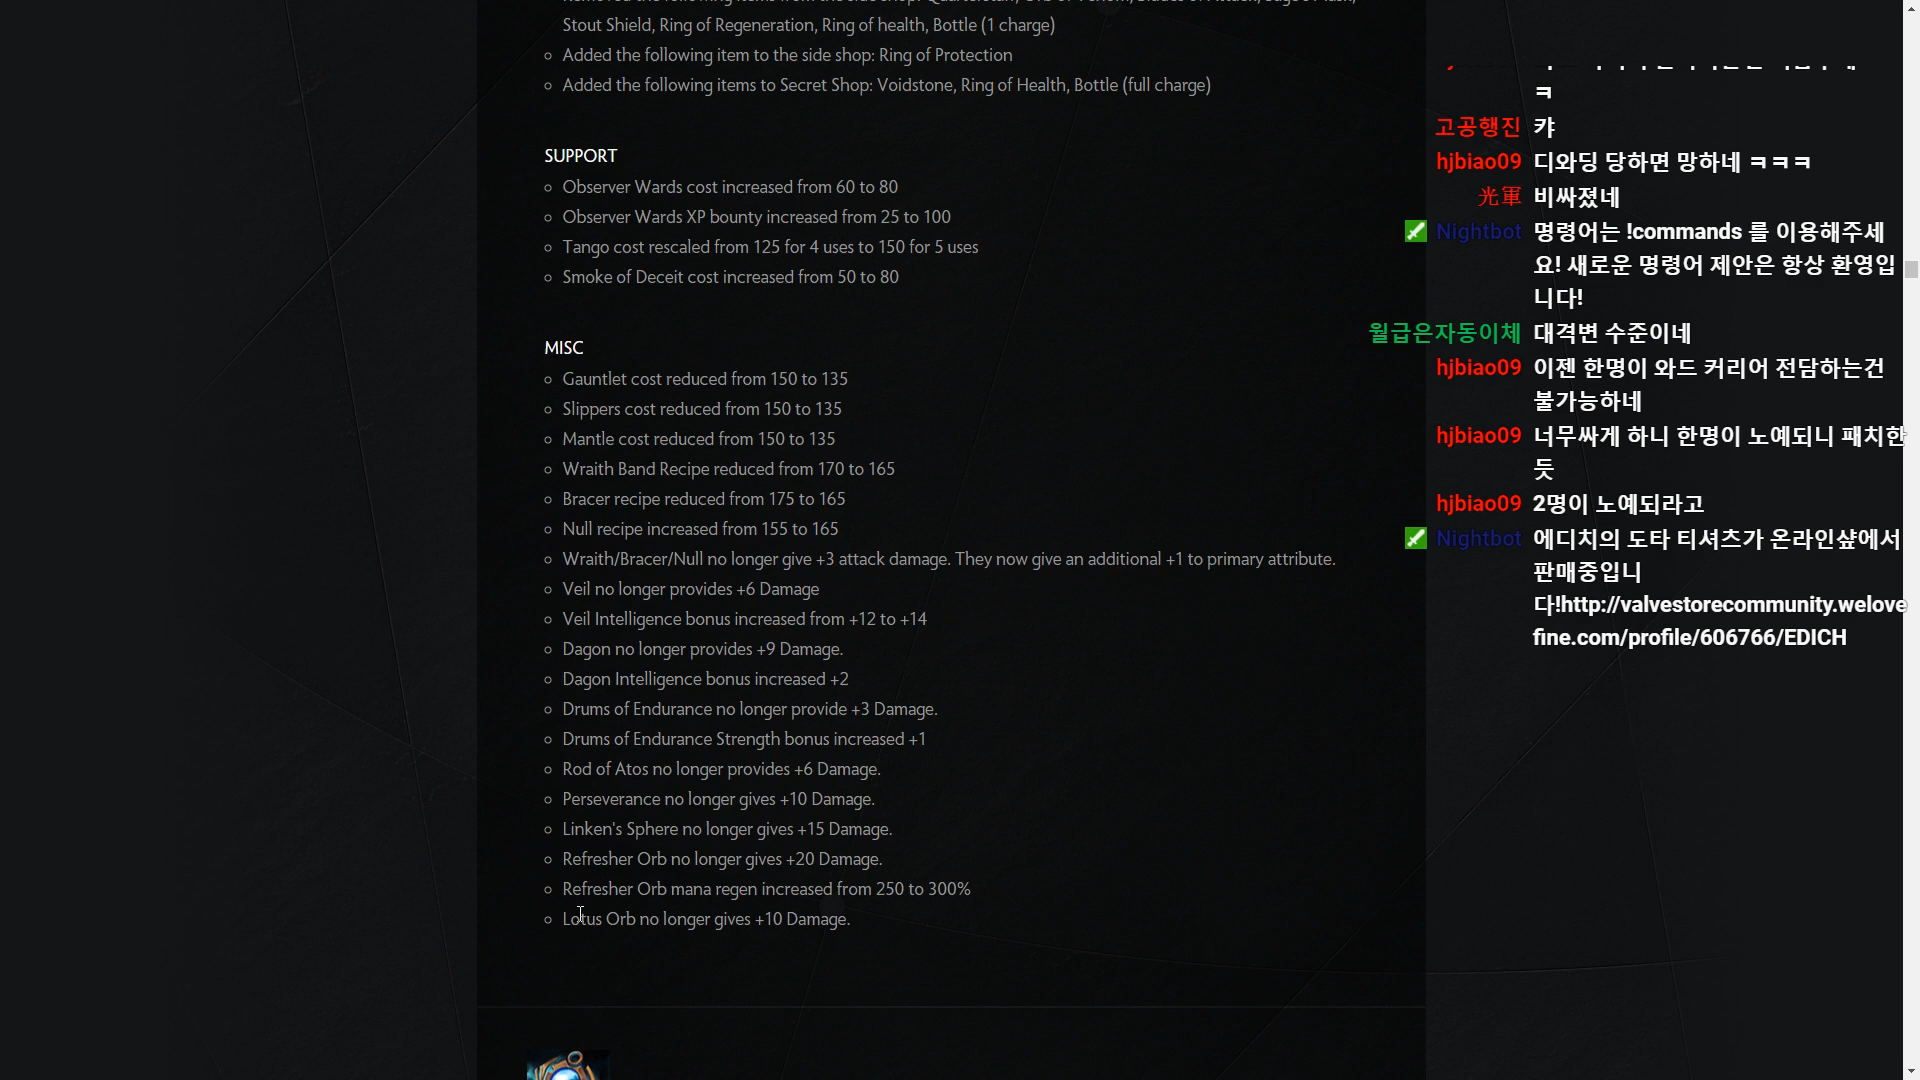 Stout Shield, Ring of Regeneration, Ring of health, Bottle (1 charge)
Added the following item to the side shop: Ring of Protection
Added the following items to Secret Shop: Voidstone, Ring of Health, Bottle (full charge)
SUPPORT
Observer Wards cost increased from 60 to 80
Observer Wards XP bounty increased from 25 to 100
Tango cost rescaled from 125 for 4 uses to 150 for 5 uses
Smoke of Deceit cost increased from 50 to 80
MISC
Gauntlet cost reduced from 150 to 135
Slippers cost reduced from 150 to 135
Mantle cost reduced from 150 to 135
Wraith Band Recipe reduced from 170 to 165
Bracer recipe reduced from 175 to 165
Null recipe increased from 155 to 165
Wraith/Bracer/Null no longer give +3 attack damage. They now give an additional +1 to primary attribute.
Veil no longer provides +6 Damage
Veil Intelligence bonus increased from +12 to +14
Dagon no longer provides +9 Damage.
Dagon Intelligence bonus increased +2
Drums of Endurance no longer provide +3 Damage.
Drums of Endurance Strength bonus increased +1
Rod of Atos no longer provides +6 Damage.
Perseverance no longer gives +10 Damage.
Linken's Sphere no longer gives +15 Damage.
Refresher Orb no longer gives +20 Damage.
Refresher Orb mana regen increased from 250 to 300%
Lotus Orb no longer gives +10 Damage.
ㅋ
고공행진 캬
hjbiao09 디와딩 당하면 망하네 ㅋㅋㅋ
光軍 비싸졌네
Nightbot 명령어는 !commands 를 이용해주세
요! 새로운 명령어 제안은 항상 환영입
니다!
월급은자동이체 대격변 수준이네
hjbiao09 이젠 한명이 와드 커리어 전담하는건
불가능하네
hjbiao09 너무싸게 하니 한명이 노예되니 패치한
듯
hjbiao09 2명이 노예되라고
Nightbot 에디치의 도타 티셔츠가 온라인샾에서
판매중입니
다!http://valvestorecommunity.welove
fine.com/profile/606766/EDICH